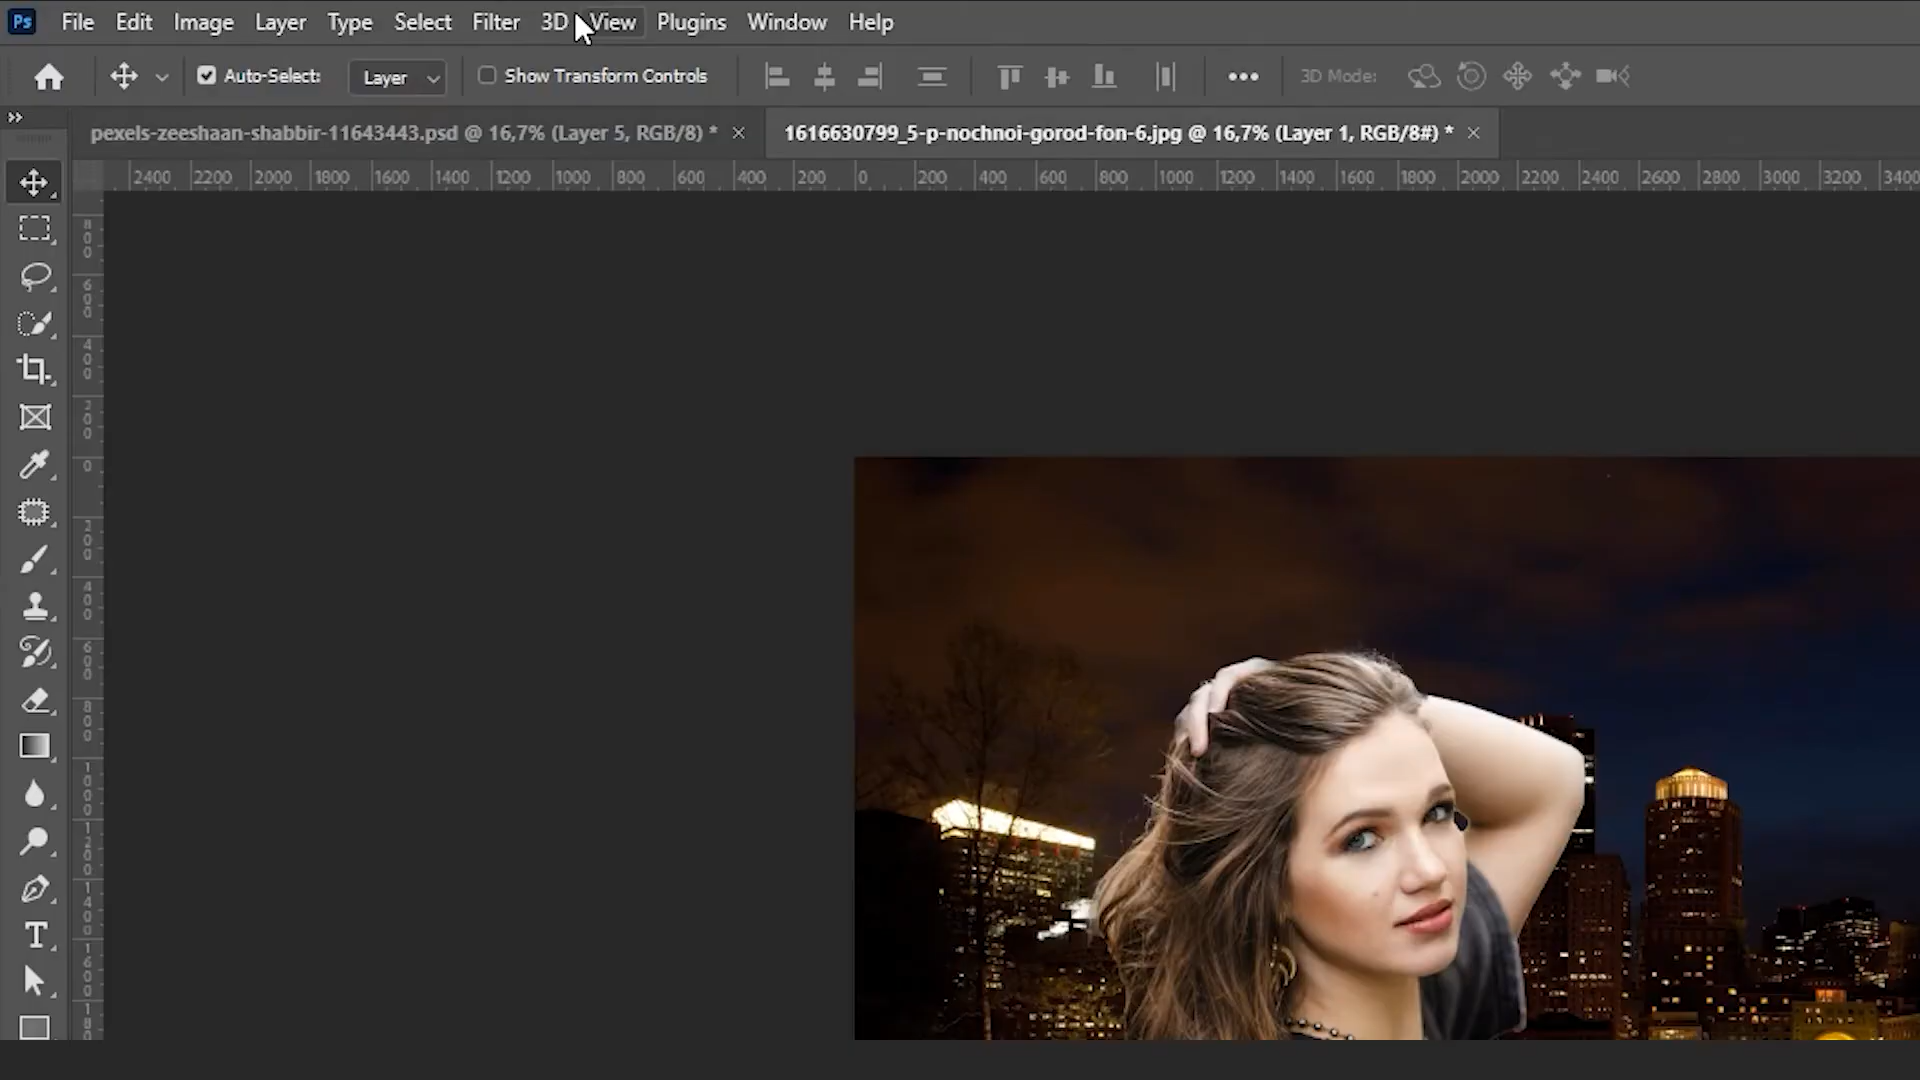 Ps File Edit Image Layer Type Select Filter 3D View Plugins Window Help
Auto-Select: Layer Show Transform Controls 3D Mode:
pexels-zeeshaan-shabbir-11643443.psd @ 16,7% (Layer 5, RGB/8) * 1616630799_5-p-nochnoi-gorod-fon-6.jpg @ 16,7% (Layer 1, RGB/8#) *
2400 2200 2000 1800 1600 1400 1200 1000 800 600 400 200 0 200 400 600 800 1000 1200 1400 1600 1800 2000 2200 2400 2600 2800 3000 3200 3400
800
600
400
200
0
200
400
600
800
1000
1200
1400
1600
T